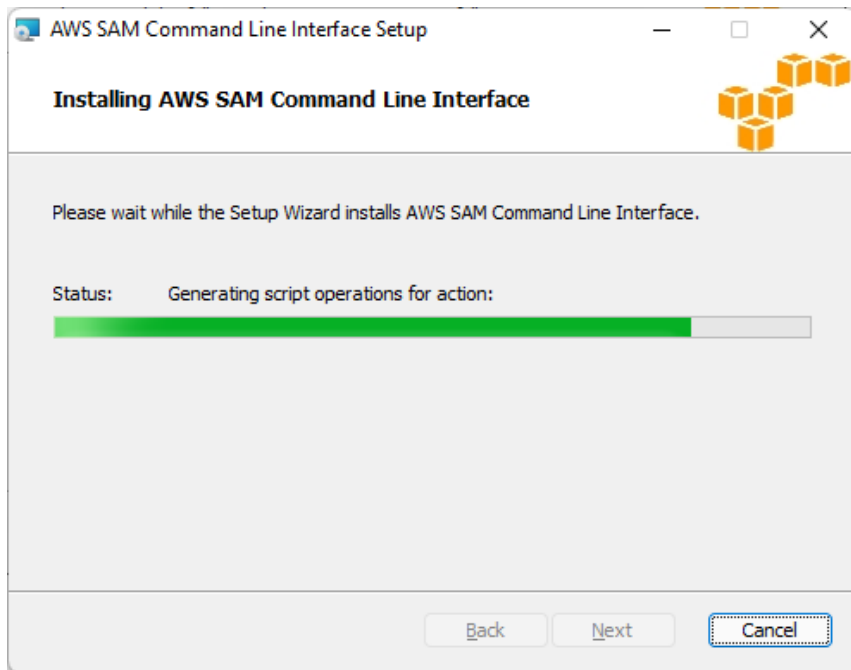 AWS SAM Command Line Interface Setup
Installing AWS SAM Command Line Interface
Please wait while the Setup Wizard installs AWS SAM Command Line Interface.
Status: Generating script operations for action:
Back Next Cancel